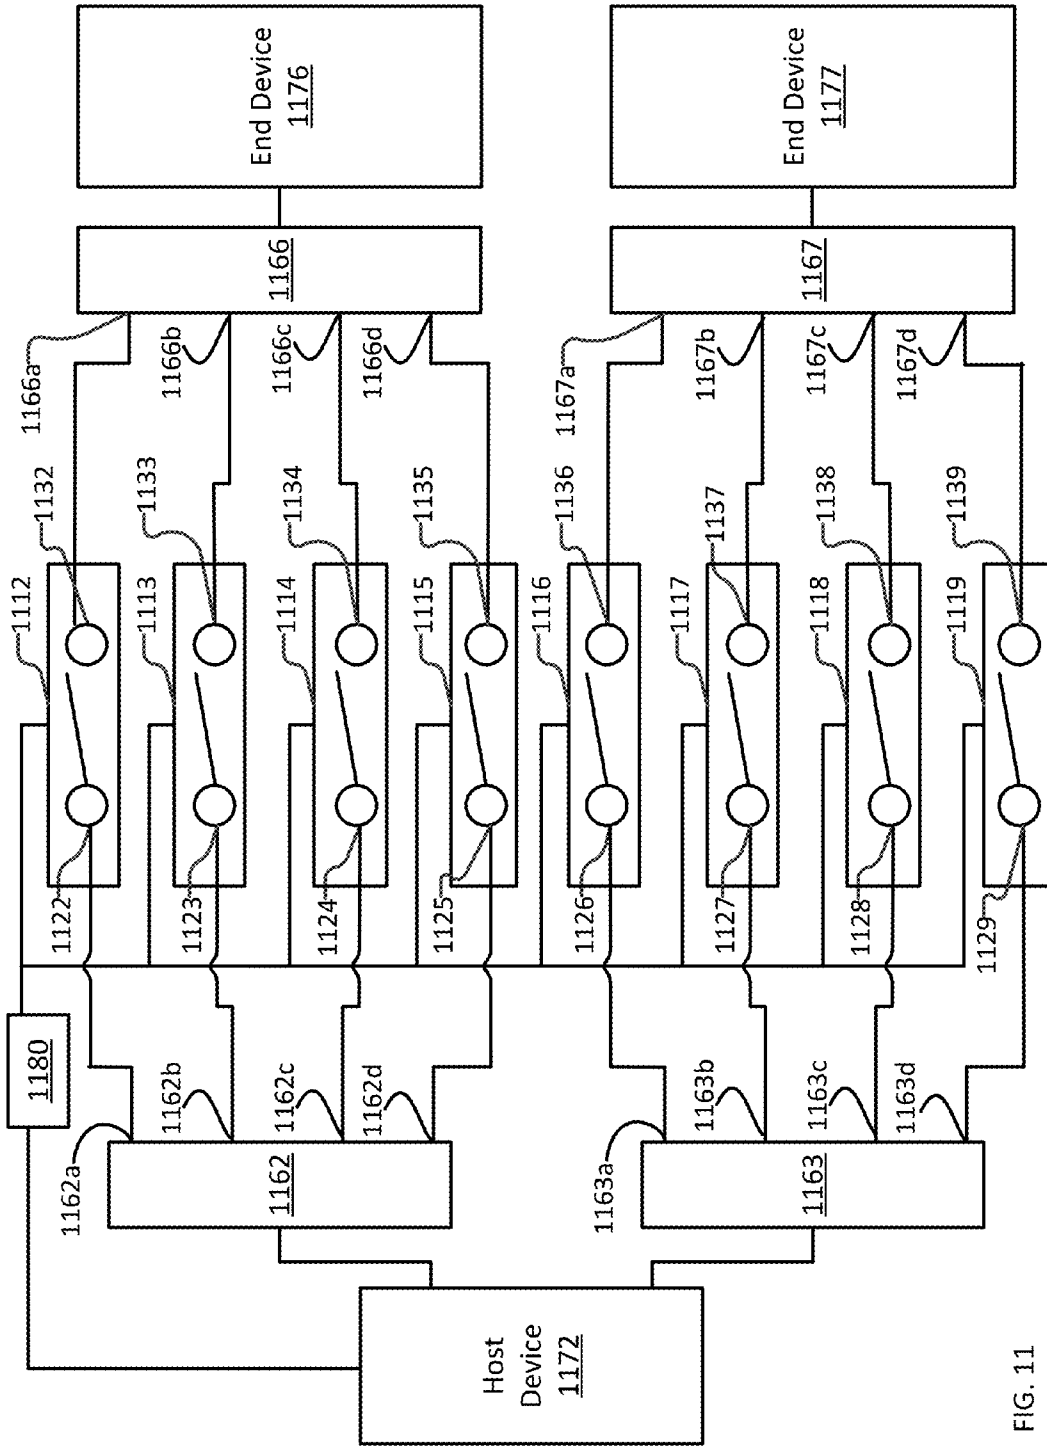 1180
1112
1132
1122
1162a
1166a
1113
1133
1123
1162b
1166b
End Device
1176
1166
1162
1114
1134
1124
1162c
1166c
1115
1135
1125
1162d
1166d
Host
Device
1172
1116
1136
1126
1163a
1167a
1117
1137
1127
1163b
1167b
End Device
1177
1167
1163
1118
1138
1128
1163c
1167c
1119
1139
1129
1163d
1167d
FIG. 11